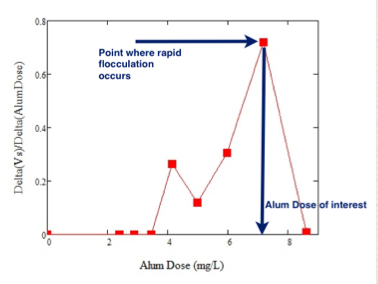 0.8
Point where rapid
flocculation
occurs
0.6
0.4
0.2
0
Delta(Vs)/Delta(AlumDose)
Alum Dose of interest
0
2
4
6
8
Alum Dose (mg/L)